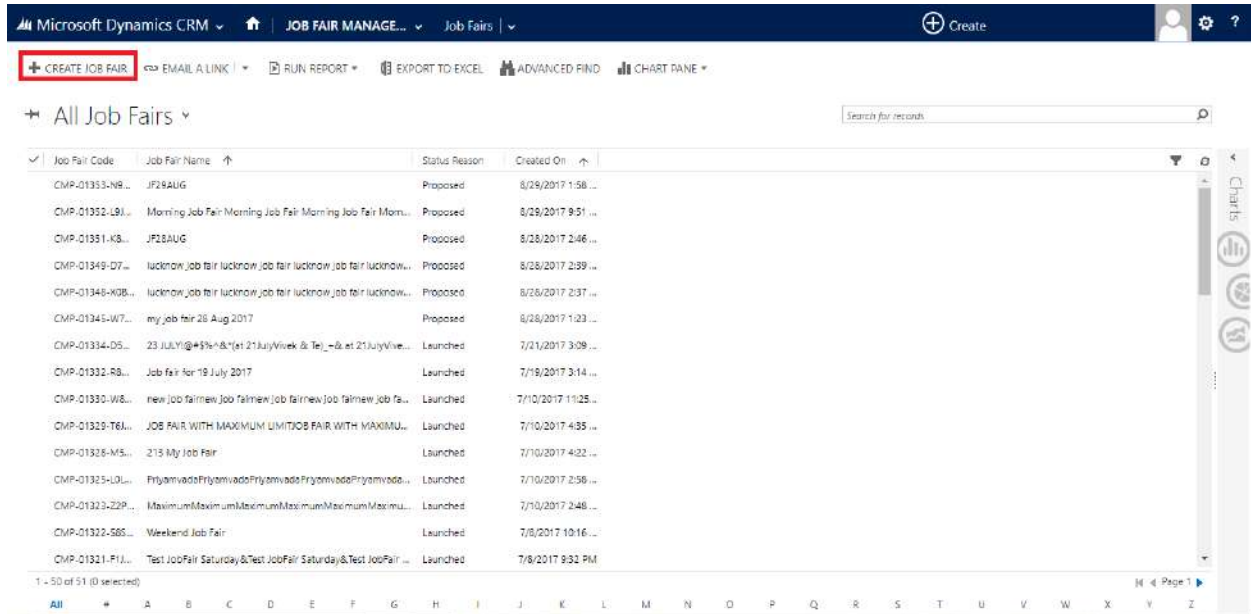 Microsoft Dynamics CRM JOB FAIR MANAGE... Job Fairs Create ?
CREATE JOB FAIR EMAIL A LINK RUN REPORT EXPORT TO EXCEL ADVANCED FIND CHART PANE
All Job Fairs Search for records
Job Fair Code Job Fair Name Status Reason Created On
Charts
CMP-01353-N9... JF29AUG Proposed 8/29/2017 1:58 ...
CMP-01352-L9J... Morning Job Fair Morning Job Fair Morning Job Fair Morn... Proposed 8/29/2017 9:51 ...
CMP-01351-K8... JF28AUG Proposed 8/28/2017 2:46 ...
CMP-01349-D7... lucknow job fair lucknow job fair lucknow job fair lucknow... Proposed 8/28/2017 2:39 ...
CMP-01348-X0B... lucknow job fair lucknow job fair lucknow job fair lucknow... Proposed 8/28/2017 2:37 ...
CMP-01345-W7... my job fair 28 Aug 2017 Proposed 8/28/2017 1:23 ...
CMP-01334-D5... 23 JULY!@#$%^&*(at 21JulyVivek & Te)_+& at 21JulyVive... Launched 7/21/2017 3:09 ...
CMP-01332-R8... Job fair for 19 July 2017 Launched 7/19/2017 3:14 ...
CMP-01330-W8... new job fairnew job fairnew job fairnew job fairnew job fa... Launched 7/10/2017 11:25...
CMP-01329-T6J... JOB FAIR WITH MAXIMUM LIMITJOB FAIR WITH MAXIMU... Launched 7/10/2017 4:35 ...
CMP-01328-M5... 213 My Job Fair Launched 7/10/2017 4:22 ...
CMP-01325-L0L... PriyamvadaPriyamvadaPriyamvadaPriyamvadaPriyamvada... Launched 7/10/2017 2:58 ...
CMP-01323-Z2P... MaximumMaximumMaximumMaximumMaximumMaximu... Launched 7/10/2017 2:48 ...
CMP-01322-S8S... Weekend Job Fair Launched 7/8/2017 10:16 ...
CMP-01321-F1J... Test JobFair Saturday&Test JobFair Saturday&Test JobFair ... Launched 7/8/2017 9:32 PM
1 - 50 of 51 (0 selected) Page 1
All # A B C D E F G H I J K L M N O P Q R S T U V W X Y Z